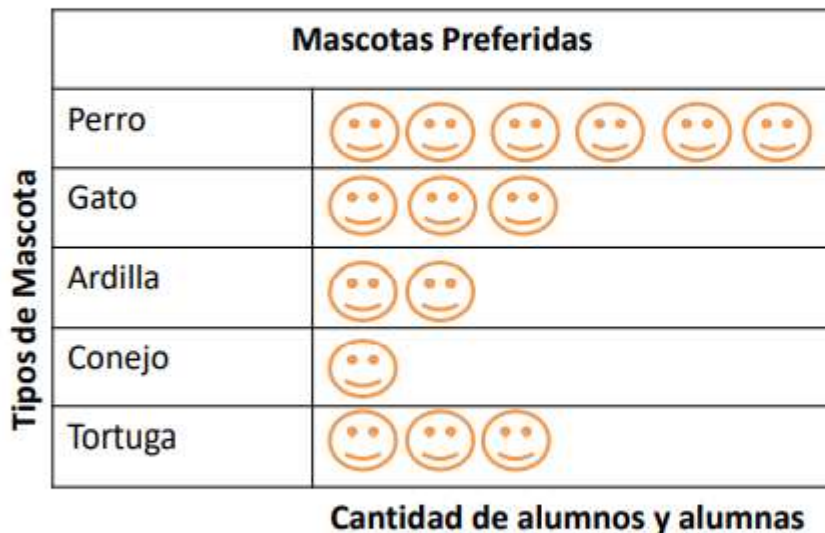 Mascotas Preferidas
Tipos de Mascota
Perro
Gato
Ardilla
Conejo
Tortuga
Cantidad de alumnos y alumnas